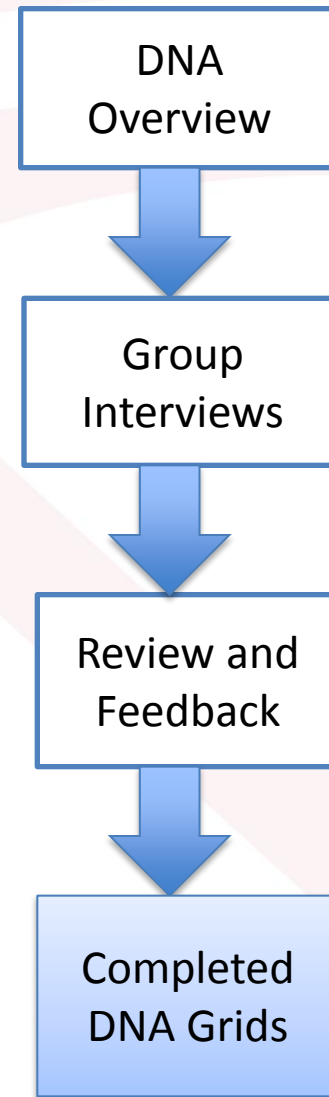 DNA
Overview
Group
Interviews
Review and
Feedback
Completed
DNA Grids